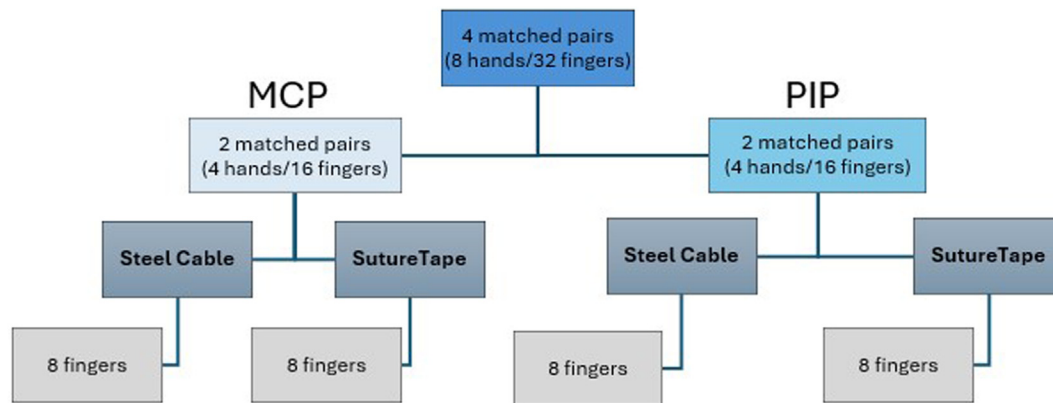 4 matched pairs
(8 hands/32 fingers)
MCP
PIP
2 matched pairs
(4 hands/16 fingers)
2 matched pairs
(4 hands/16 fingers)
Steel Cable
SutureTape
Steel Cable
SutureTape
8 fingers
8 fingers
8 fingers
8 fingers